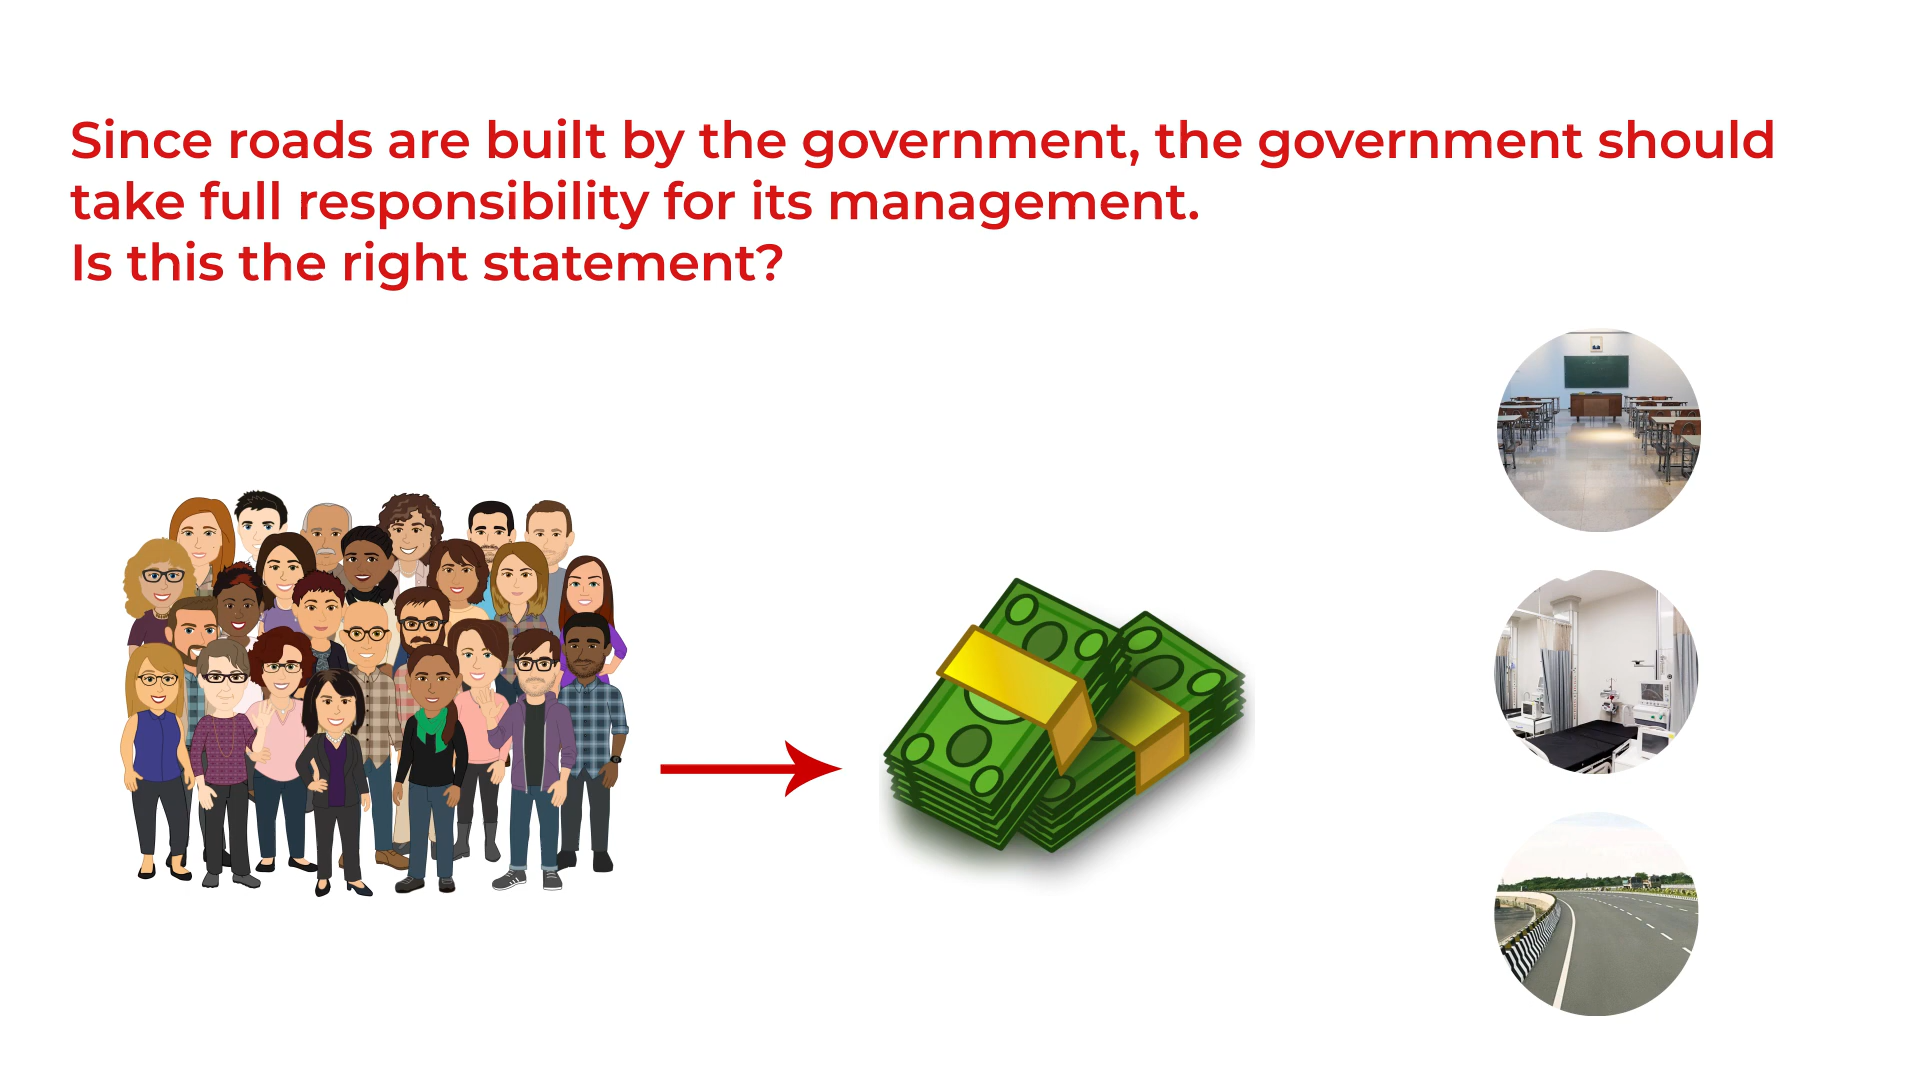 Since roads are built by the government, the government should
take full responsibility for its management.
Is this the right statement?